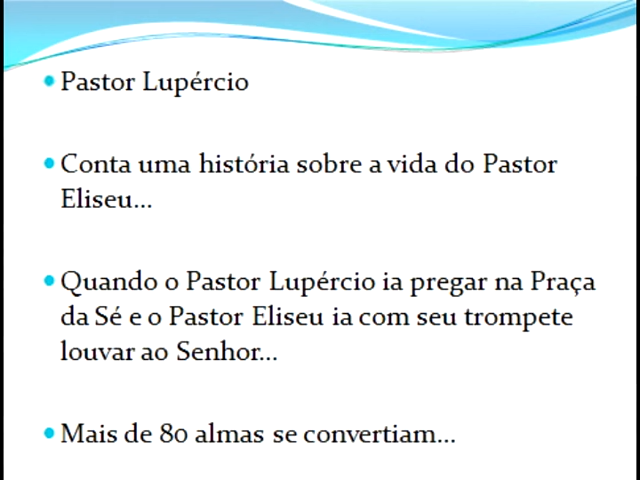 Pastor Lupércio
Conta uma história sobre a vida do Pastor
Eliseu...
Quando o Pastor Lupércio ia pregar na Praça
da Sé e o Pastor Eliseu ia com seu trompete
louvar ao Senhor...
Mais de 80 almas se convertiam...